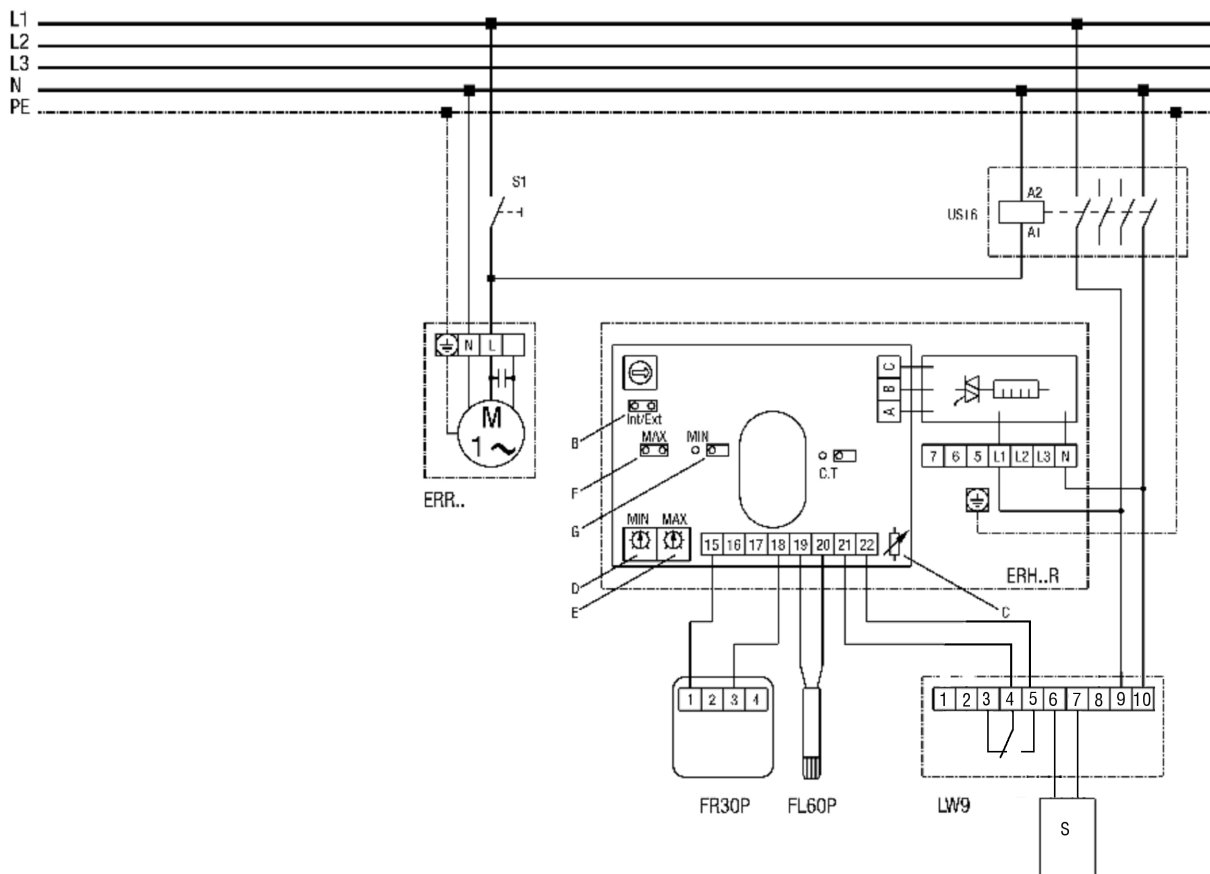 L1
L2
L3
N
PE
S1
A2
US16
A1
N L
M
1 ~
ERR..
Int/Ext
B
MAX MIN
F
C.T
G
MIN MAX
D
E
15 16 17 18 19 20 21 22
C
B
A
7 6 5 L1 L2 L3 N
ERH..R
C
1 2 3 4
FR30P
FL60P
1 2 3 4 5 6 7 8 9 10
LW9
S